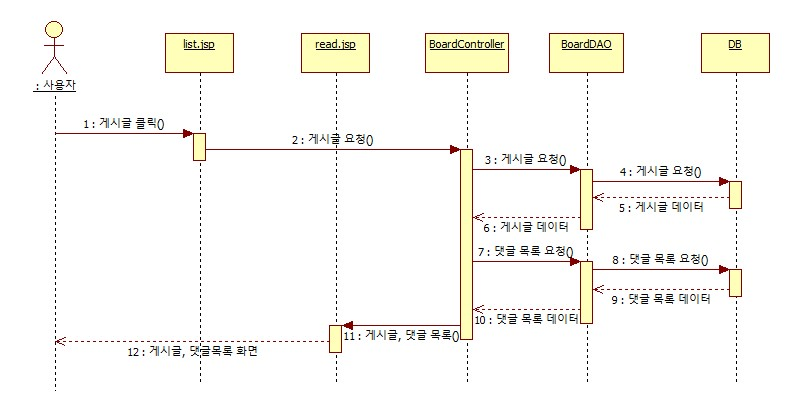 list.jsp
read.jsp
BoardController
BoardDAO
DB
: 사용자
1 : 게시글 클릭()
2 : 게시글 요청()
3 : 게시글 요청()
4 : 게시글 요청()
5 : 게시글 데이터
6 : 게시글 데이터
7 : 댓글 목록 요청()
8 : 댓글 목록 요청()
9 : 댓글 목록 데이터
10 : 댓글 목록 데이터
11 : 게시글, 댓글 목록()
12 : 게시글, 댓글목록 화면